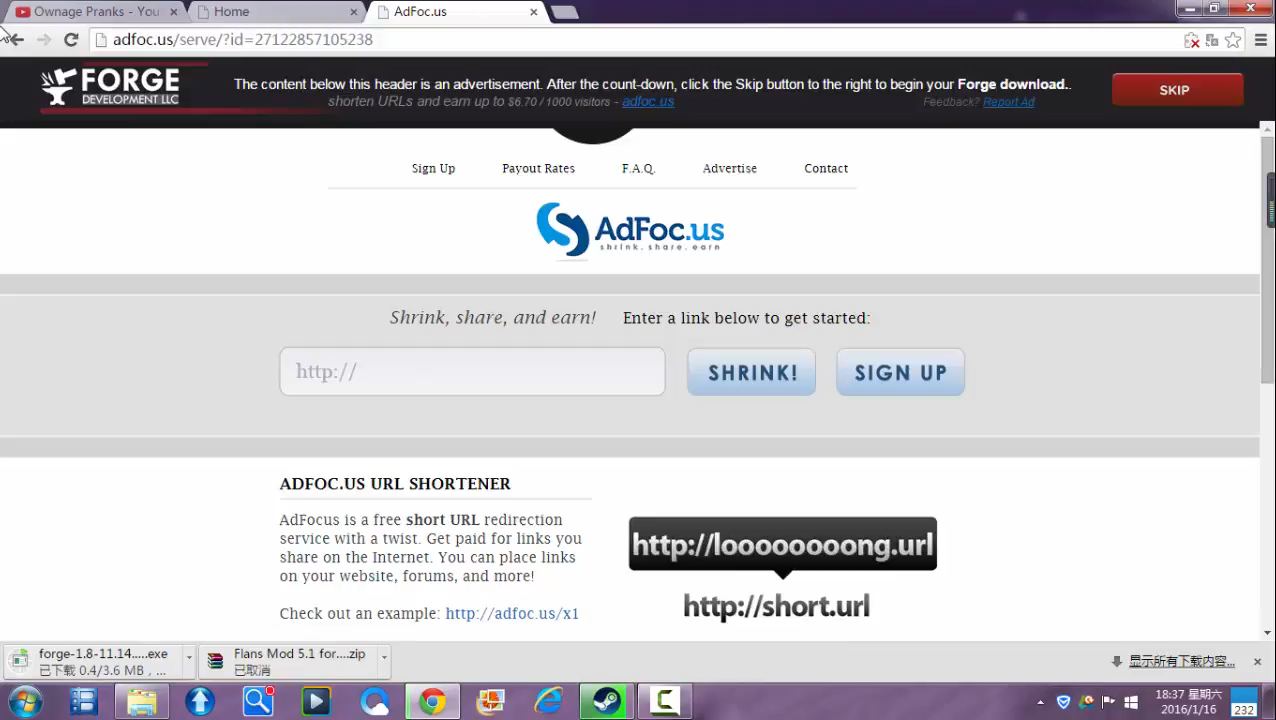 Ownage Pranks - You
Home
AdFoc.us
adfoc.us/serve/?id=27122857105238
FORGE
DEVELOPMENT LLC
The content below this header is an advertisement. After the count-down, click the Skip button to the right to begin your Forge download..
shorten URLs and earn up to $6.70 / 1000 visitors - adfoc.us
Feedback? Report Ad
SKIP
Sign Up
Payout Rates
F.A.Q.
Advertise
Contact
AdFoc.us
shrink.share.earn
Shrink, share, and earn!
Enter a link below to get started:
http://
SHRINK!
SIGN UP
ADFOC.US URL SHORTENER
AdFocus is a free short URL redirection
service with a twist. Get paid for links you
share on the Internet. You can place links
on your website, forums, and more!
Check out an example: http://adfoc.us/x1
http://looooooong.url
http://short.url
forge-1.8-11.14.....exe
已下载 0.4/3.6 MB , ...
Flans Mod 5.1 for....zip
已取消
显示所有下载内容...
18:37 星期六
2016/1/16
232